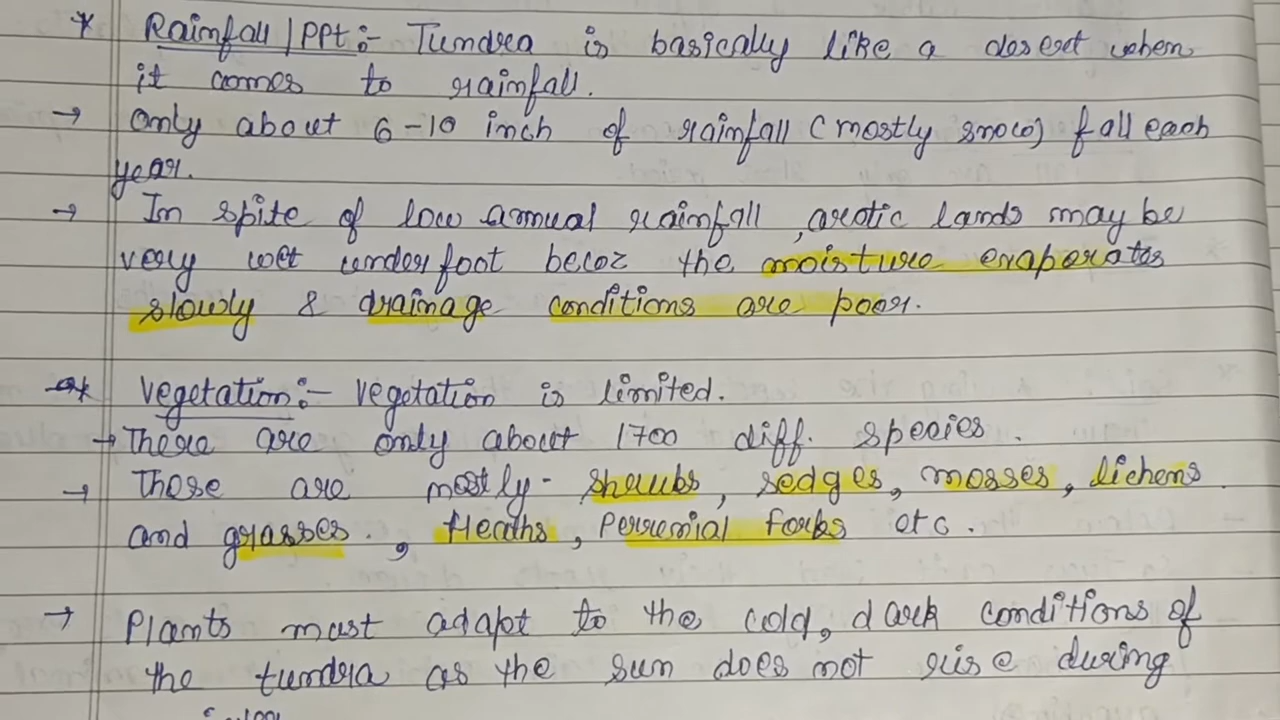 * Rainfall/PPt :- Tundra is basically like a desert when
it comes to rainfall.
→ Only about 6-10 inch of rainfall (mostly snow) fall each
year.
→ In spite of low annual rainfall, arctic lands may be
very wet under foot becoz the moisture evaporates
slowly & drainage conditions are poor.
* Vegetation :- Vegetation is limited.
→ There are only about 1700 diff. species.
→ These are mostly - shrubs, sedges, mosses, lichens
and grasses., Heaths, Perrenial forbs etc.
→ Plants must adapt to the cold, dark conditions of
the tundra as the sun does not rise during